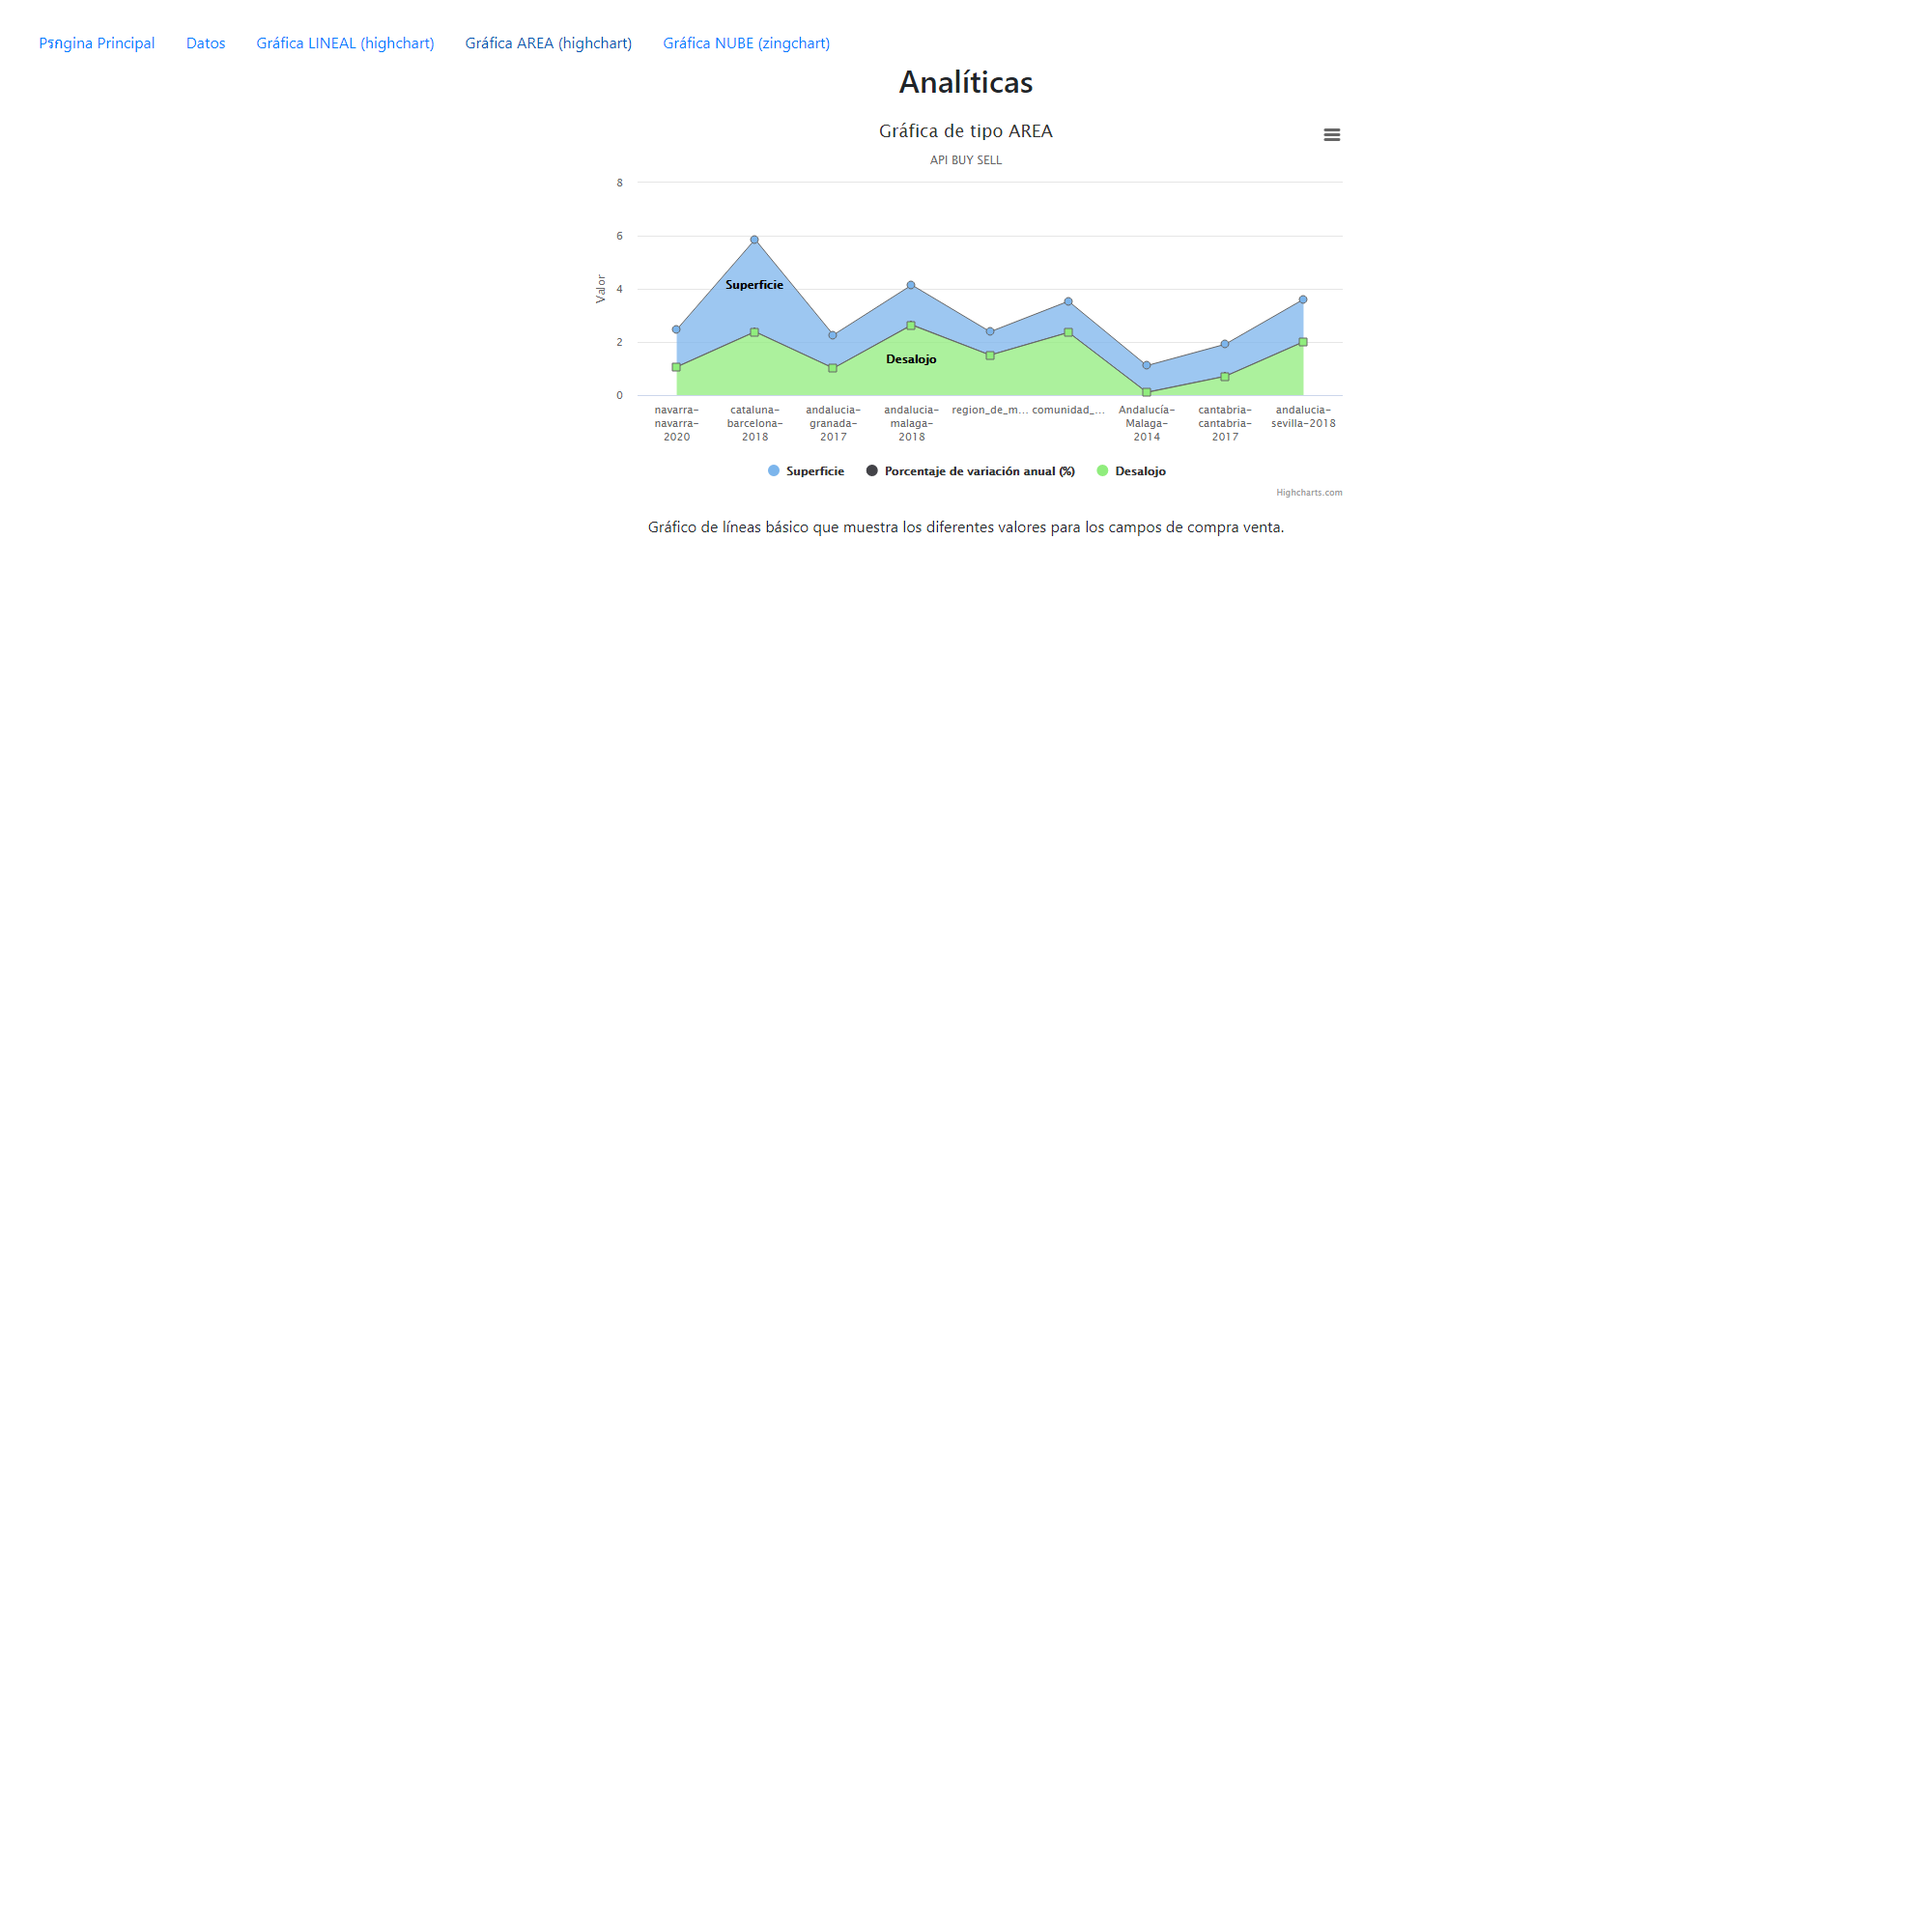 Pรกgina Principal Datos Gráfica LINEAL (highchart) Gráfica AREA (highchart) Gráfica NUBE (zingchart)
Analíticas
Gráfica de tipo AREA
API BUY SELL
8
6
4
2
0
Valor
Superficie
Desalojo
navarra-navarra-2020
cataluna-barcelona-2018
andalucia-granada-2017
andalucia-malaga-2018
region_de_m…
comunidad_…
Andalucía-Malaga-2014
cantabria-cantabria-2017
andalucia-sevilla-2018
Superficie Porcentaje de variación anual (%) Desalojo
Highcharts.com
Gráfico de líneas básico que muestra los diferentes valores para los campos de compra venta.